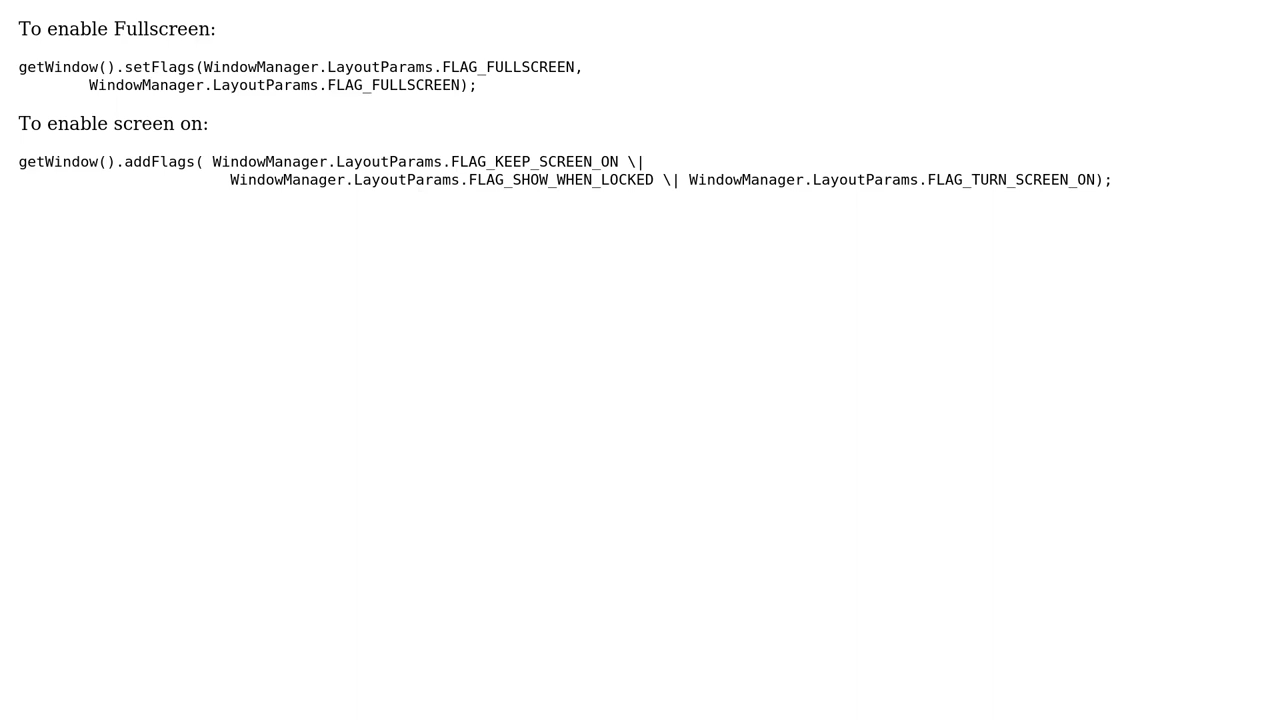 To enable Fullscreen:
getWindow().setFlags(WindowManager.LayoutParams.FLAG_FULLSCREEN,
        WindowManager.LayoutParams.FLAG_FULLSCREEN);
To enable screen on:
getWindow().addFlags( WindowManager.LayoutParams.FLAG_KEEP_SCREEN_ON \|
                        WindowManager.LayoutParams.FLAG_SHOW_WHEN_LOCKED \| WindowManager.LayoutParams.FLAG_TURN_SCREEN_ON);